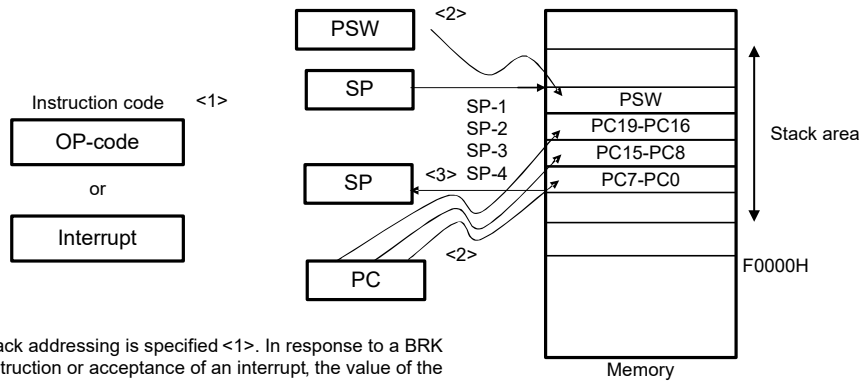 PSW
<2>
SP
Instruction code
<1>
OP-code
or
Interrupt
SP-1
SP-2
SP-3
SP-4
PSW
PC19-PC16
PC15-PC8
PC7-PC0
Stack area
SP
<3>
<2>
PC
F0000H
Memory
ack addressing is specified <1>. In response to a BRK
struction or acceptance of an interrupt, the value of the